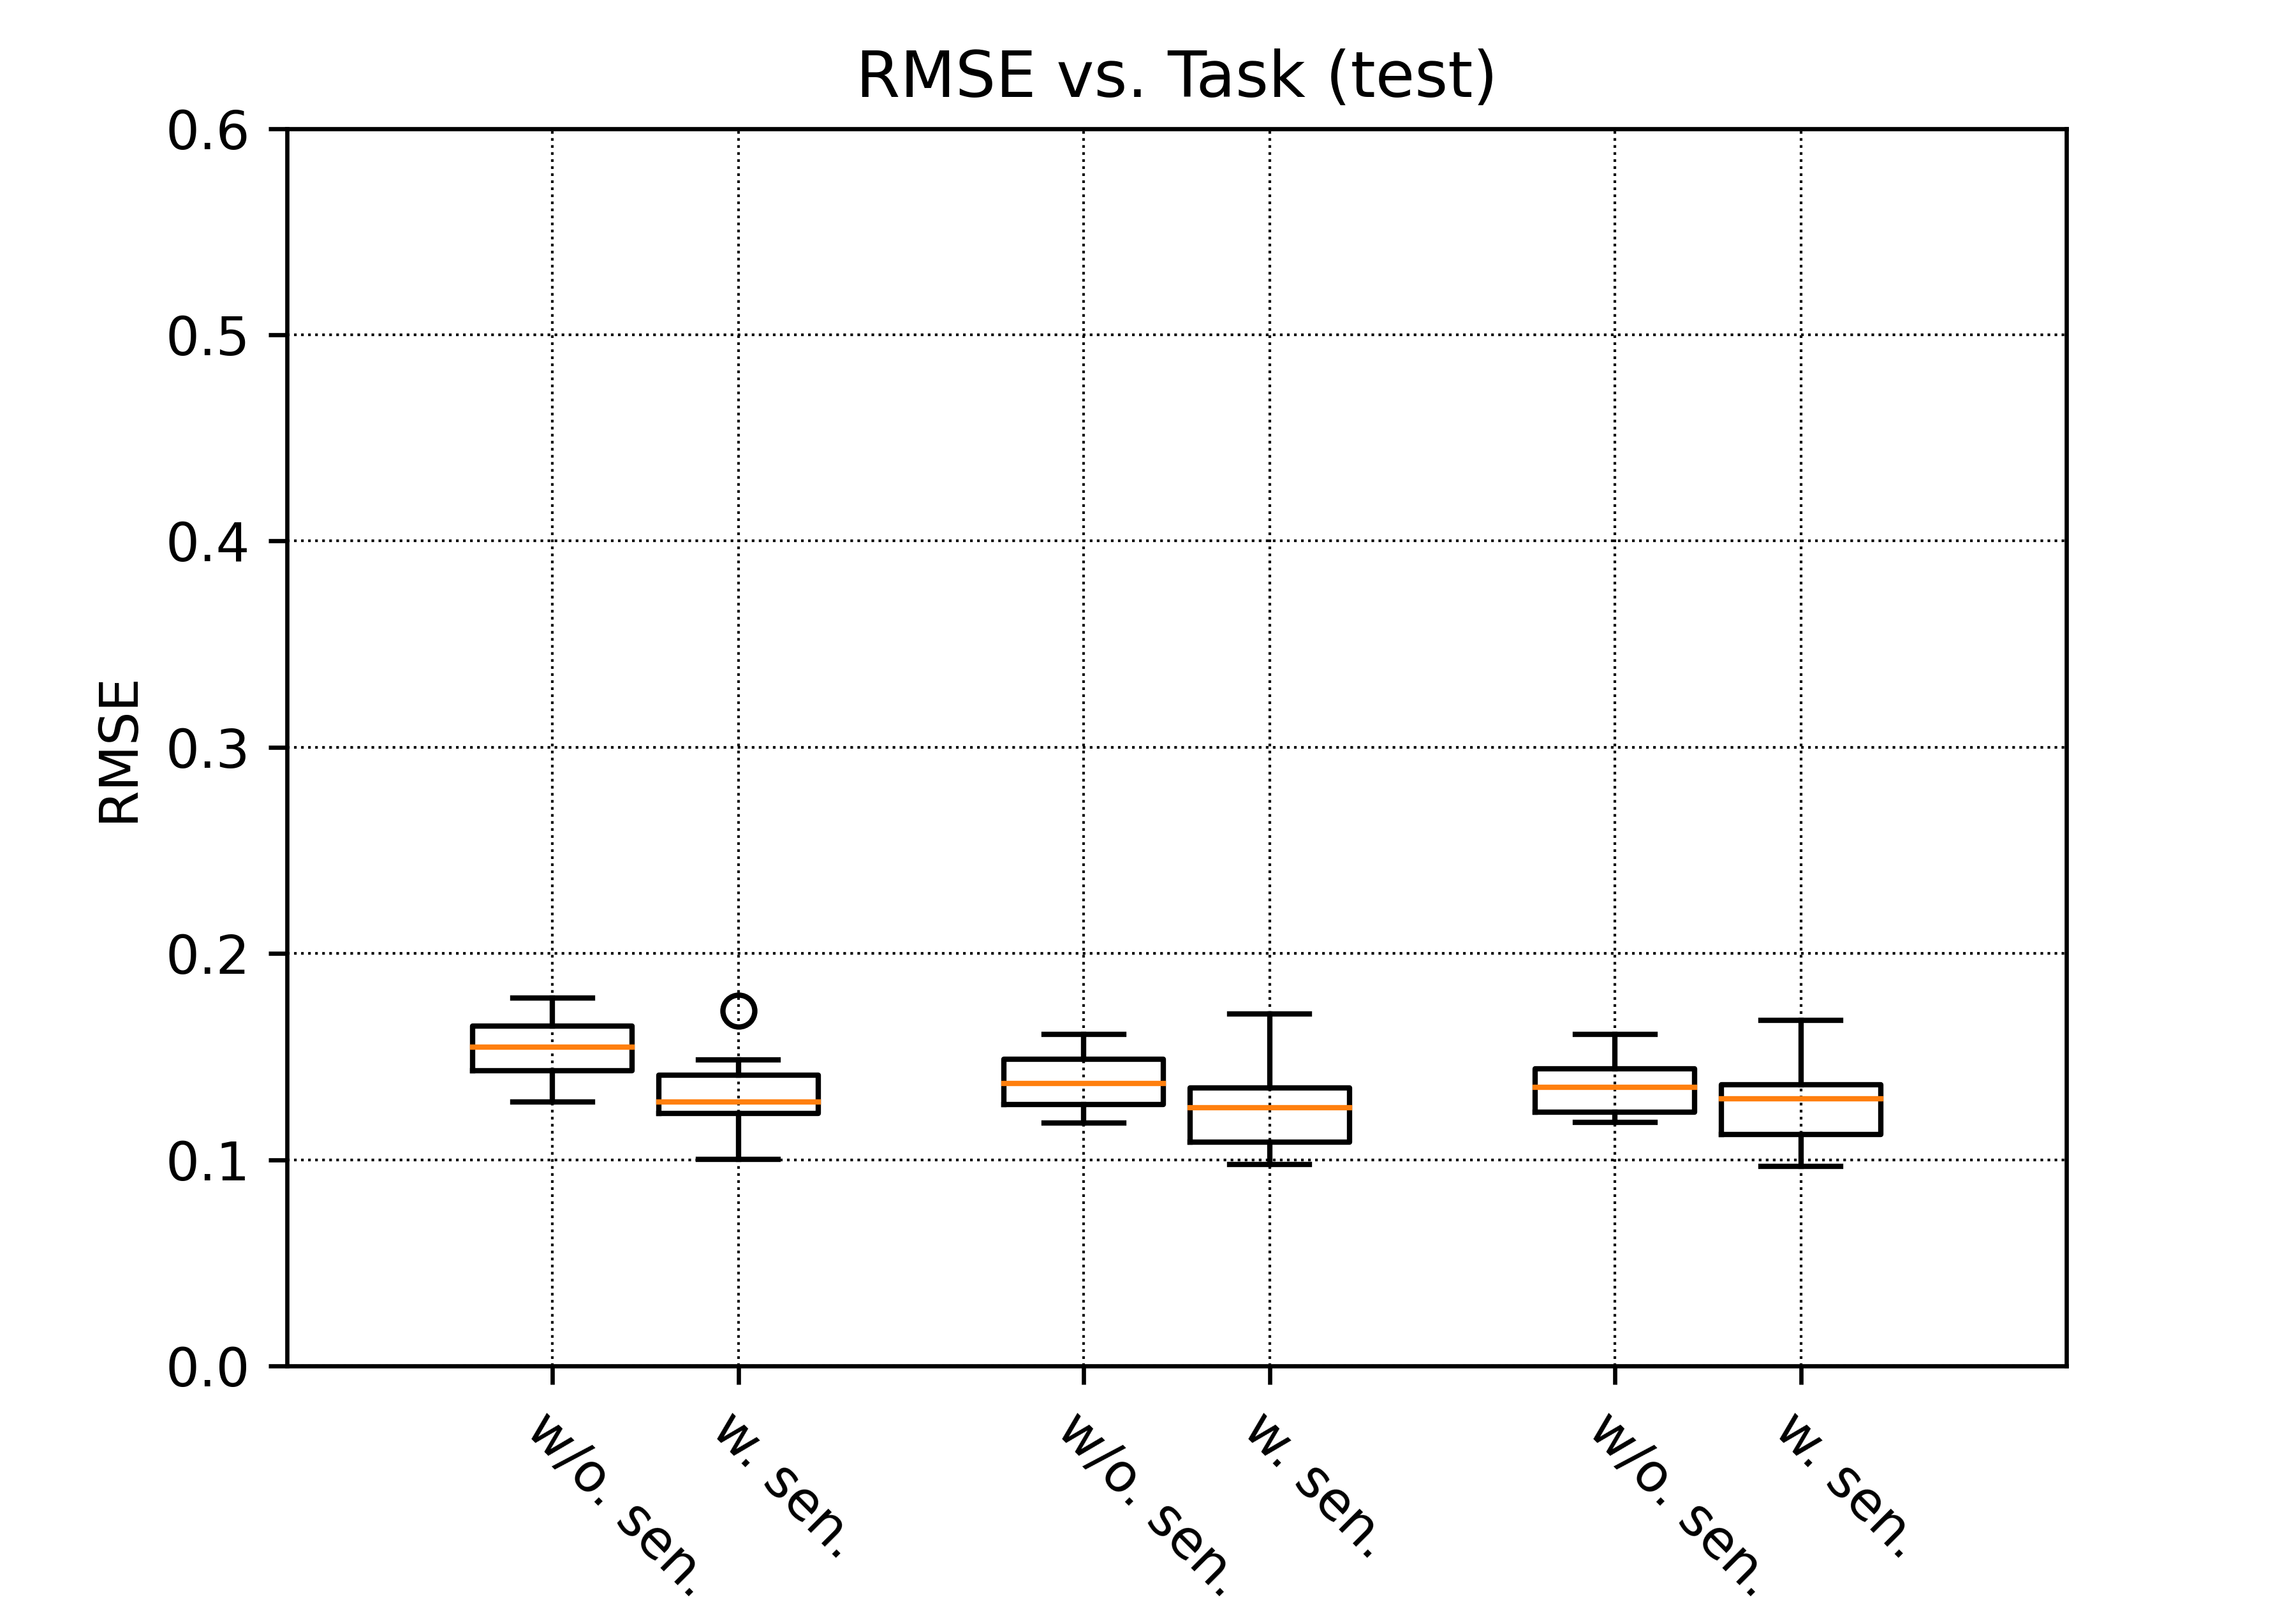 RMSE vs. Task (test)
0.6
0.5
0.4
0.3
0.2
0.1
0.0
RMSE
w/o. sen.
w. sen.
w/o. sen.
w. sen.
w/o. sen.
w. sen.